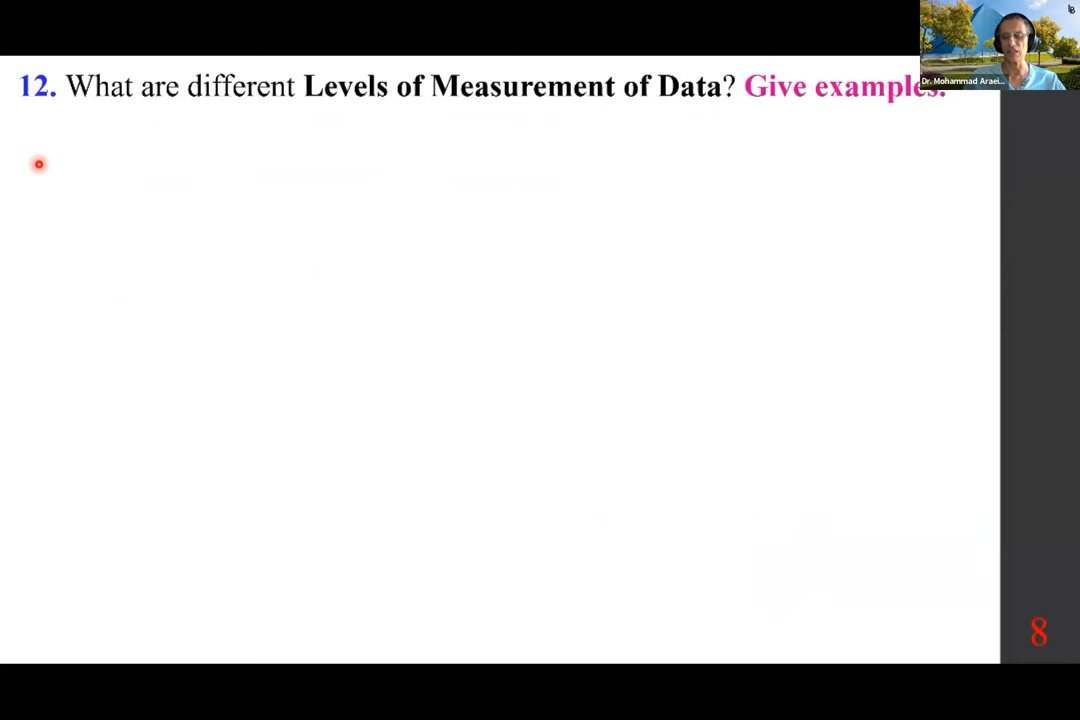 12. What are different Levels of Measurement of Data? Give examples.
Dr. Mohammad Araei...
8